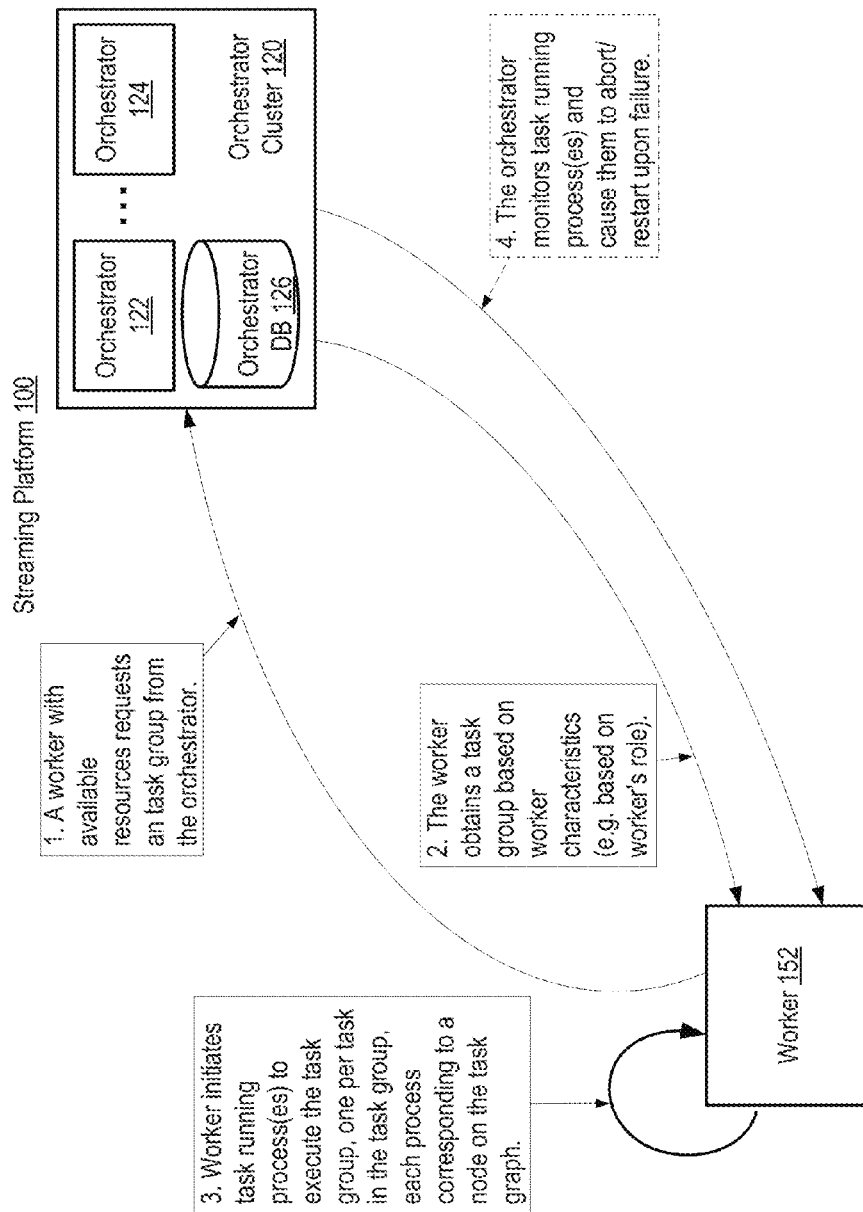 Streaming Platform 100
Orchestrator
122
...
Orchestrator
124
Orchestrator
DB 126
Orchestrator
Cluster 120
1. A worker with
available
resources requests
an task group from
the orchestrator.
2. The worker
obtains a task
group based on
worker
characteristics
(e.g. based on
worker's role).
3. Worker initiates
task running
process(es) to
execute the task
group, one per task
in the task group,
each process
corresponding to a
node on the task
graph.
4. The orchestrator
monitors task running
process(es) and
cause them to abort/
restart upon failure.
Worker 152